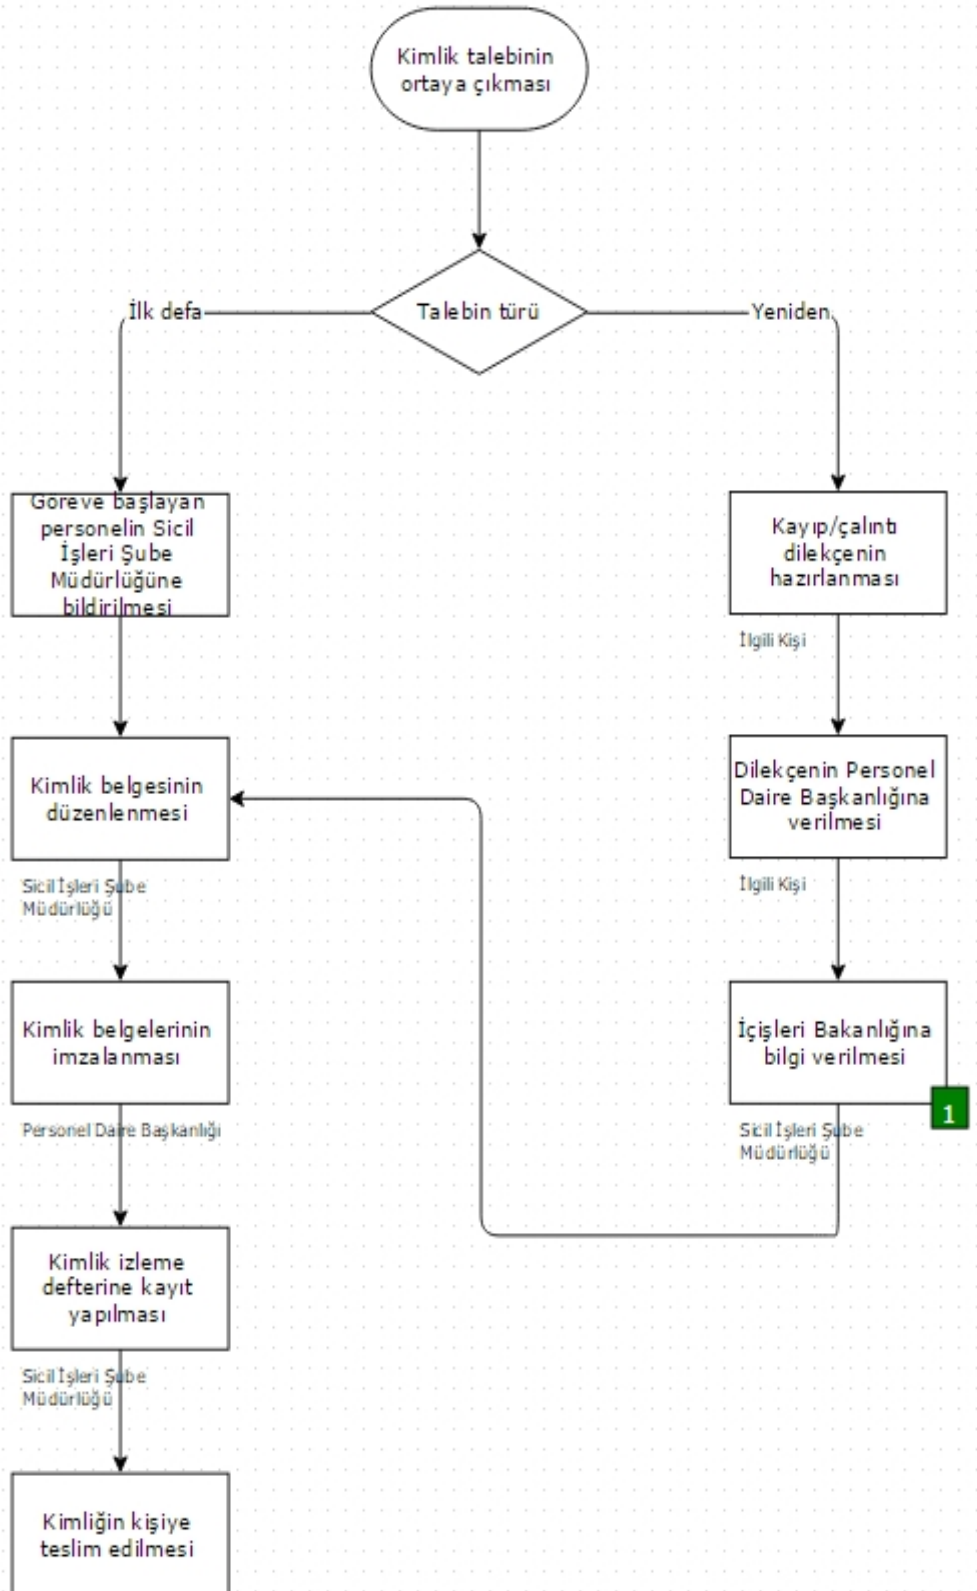 Kimlik talebinin
ortaya çıkması
Talebin türü
İlk defa
Yeniden
Göreve başlayan
personelin Sicil
İşleri Şube
Müdürlüğüne
bildirilmesi
Kimlik belgesinin
düzenlenmesi
Sicil İşleri Şube
Müdürlüğü
Kimlik belgelerinin
imzalanması
Personel Daire Başkanlığı
Kimlik izleme
defterine kayıt
yapılması
Sicil İşleri Şube
Müdürlüğü
Kimliğin kişiye
teslim edilmesi
Kayıp/çalıntı
dilekçenin
hazırlanması
İlgili Kişi
Dilekçenin Personel
Daire Başkanlığına
verilmesi
İlgili Kişi
İçişleri Bakanlığına
bilgi verilmesi
1
Sicil İşleri Şube
Müdürlüğü